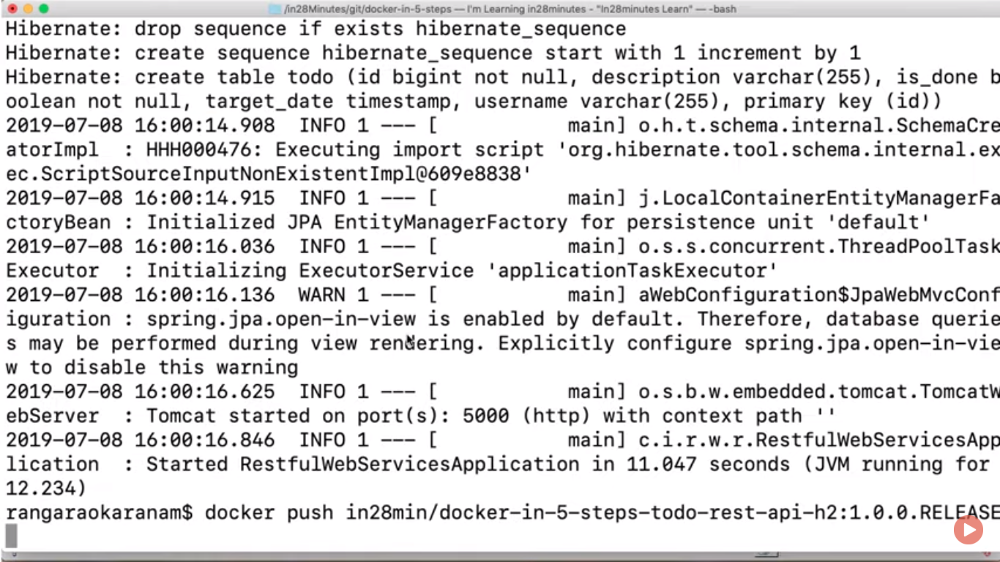 /in28Minutes/git/docker-in-5-steps — I'm Learning in28minutes - "In28minutes Learn" — -bash
Hibernate: drop sequence if exists hibernate_sequence
Hibernate: create sequence hibernate_sequence start with 1 increment by 1
Hibernate: create table todo (id bigint not null, description varchar(255), is_done b
oolean not null, target_date timestamp, username varchar(255), primary key (id))
2019-07-08 16:00:14.908  INFO 1 --- [           main] o.h.t.schema.internal.SchemaCre
atorImpl  : HHH000476: Executing import script 'org.hibernate.tool.schema.internal.ex
ec.ScriptSourceInputNonExistentImpl@609e8838'
2019-07-08 16:00:14.915  INFO 1 --- [           main] j.LocalContainerEntityManagerFa
ctoryBean : Initialized JPA EntityManagerFactory for persistence unit 'default'
2019-07-08 16:00:16.036  INFO 1 --- [           main] o.s.s.concurrent.ThreadPoolTask
Executor  : Initializing ExecutorService 'applicationTaskExecutor'
2019-07-08 16:00:16.136  WARN 1 --- [           main] aWebConfiguration$JpaWebMvcConf
iguration : spring.jpa.open-in-view is enabled by default. Therefore, database querie
s may be performed during view rendering. Explicitly configure spring.jpa.open-in-vie
w to disable this warning
2019-07-08 16:00:16.625  INFO 1 --- [           main] o.s.b.w.embedded.tomcat.TomcatW
ebServer  : Tomcat started on port(s): 5000 (http) with context path ''
2019-07-08 16:00:16.846  INFO 1 --- [           main] c.i.r.w.r.RestfulWebServicesApp
lication  : Started RestfulWebServicesApplication in 11.047 seconds (JVM running for
12.234)
rangaraokaranam$ docker push in28min/docker-in-5-steps-todo-rest-api-h2:1.0.0.RELEASE